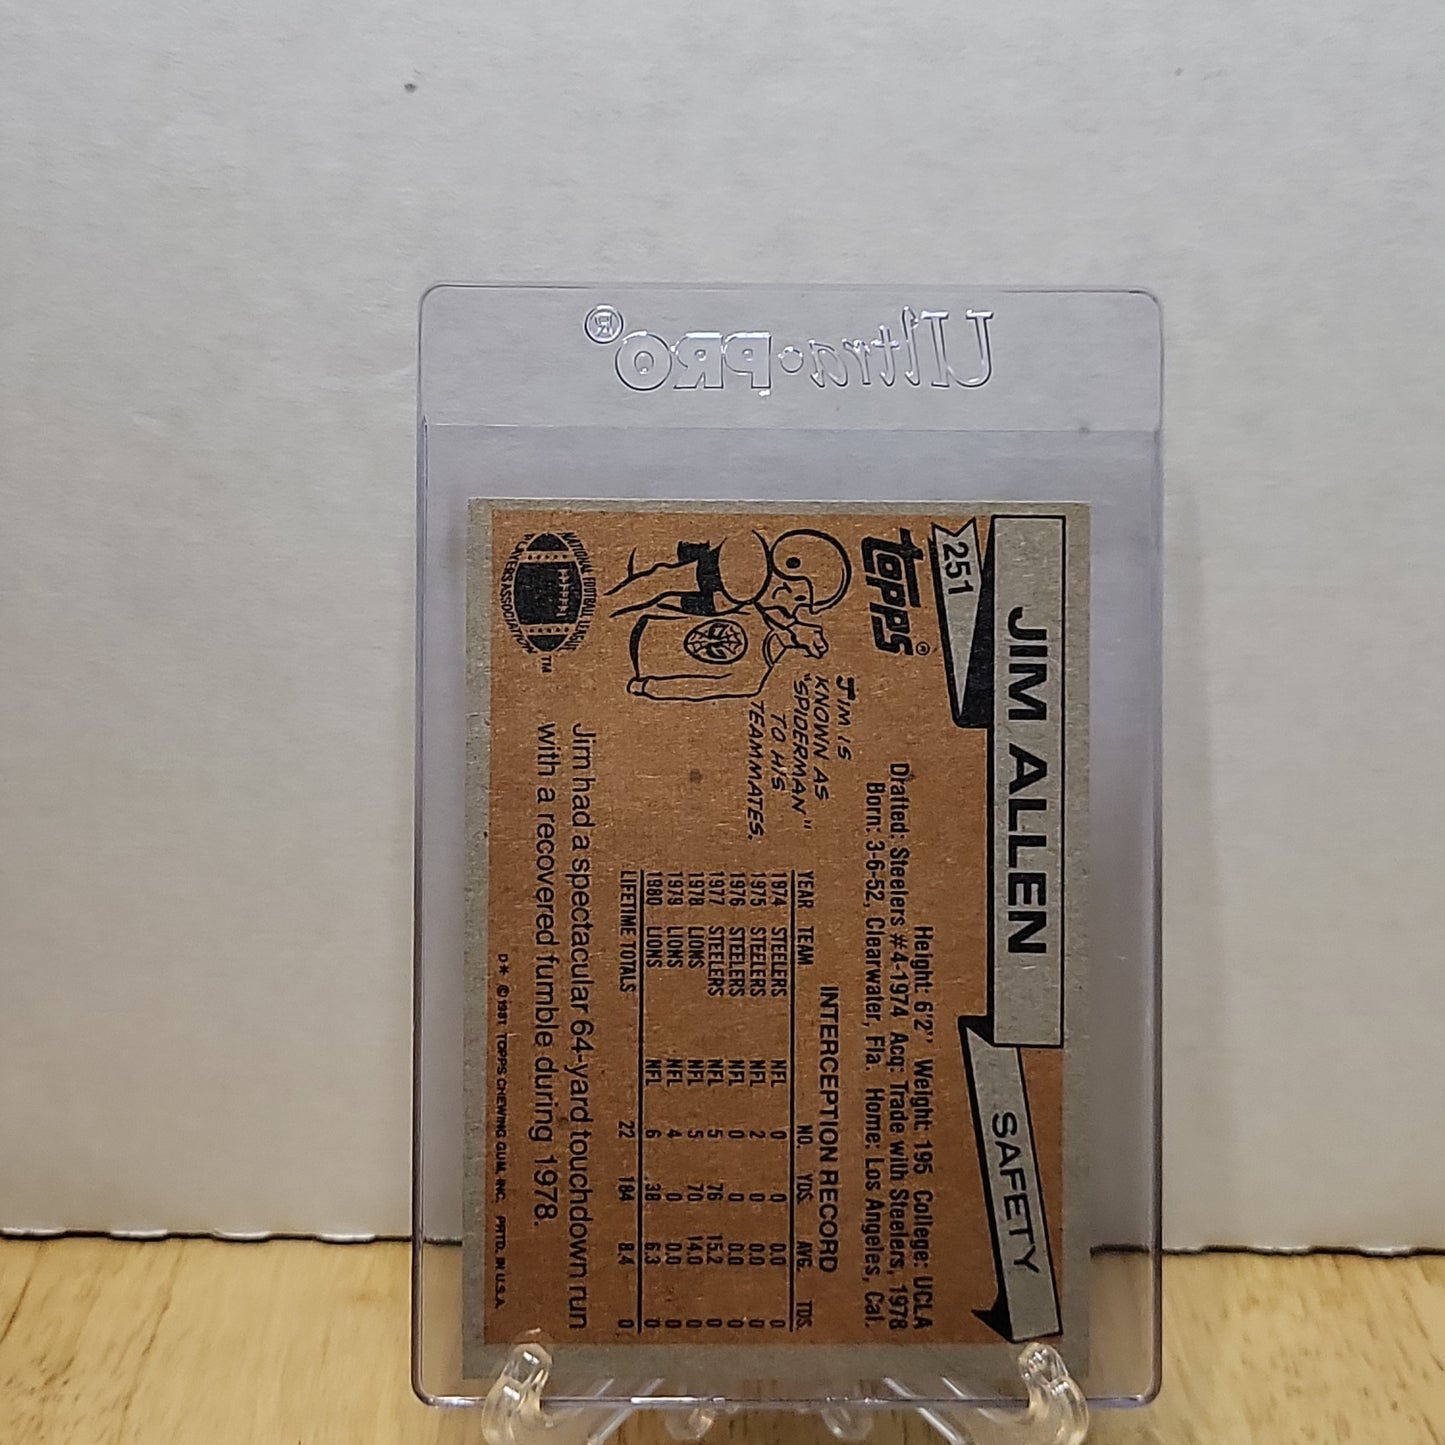 Ultra•PRO®
JIM ALLEN
SAFETY
251
TOPPS®
Height: 6'2" Weight: 195 College: UCLA
Drafted: Steelers #4-1974 Acq: Trade with Steelers, 1978
Born: 3-6-52, Clearwater, Fla. Home: Los Angeles, Cal.
JIM IS
KNOWN AS
"SPIDERMAN"
TO HIS
TEAMMATES.
INTERCEPTION RECORD
YEAR TEAM NO. YDS. AVG. TDS.
1974 STEELERS NFL 0 0 0.0 0
1975 STEELERS NFL 2 0 0.0 0
1976 STEELERS NFL 0 0 0.0 0
1977 STEELERS NFL 5 76 15.2 0
1978 LIONS NFL 5 70 14.0 0
1979 LIONS NFL 4 0 0.0 0
1980 LIONS NFL 6 38 6.3 0
LIFETIME TOTALS 22 184 8.4 0
Jim had a spectacular 64-yard touchdown run
with a recovered fumble during 1978.
NATIONAL FOOTBALL LEAGUE
PLAYERS ASSOCIATION
TM
D* ©1981 TOPPS CHEWING GUM, INC. PRTD. IN U.S.A.